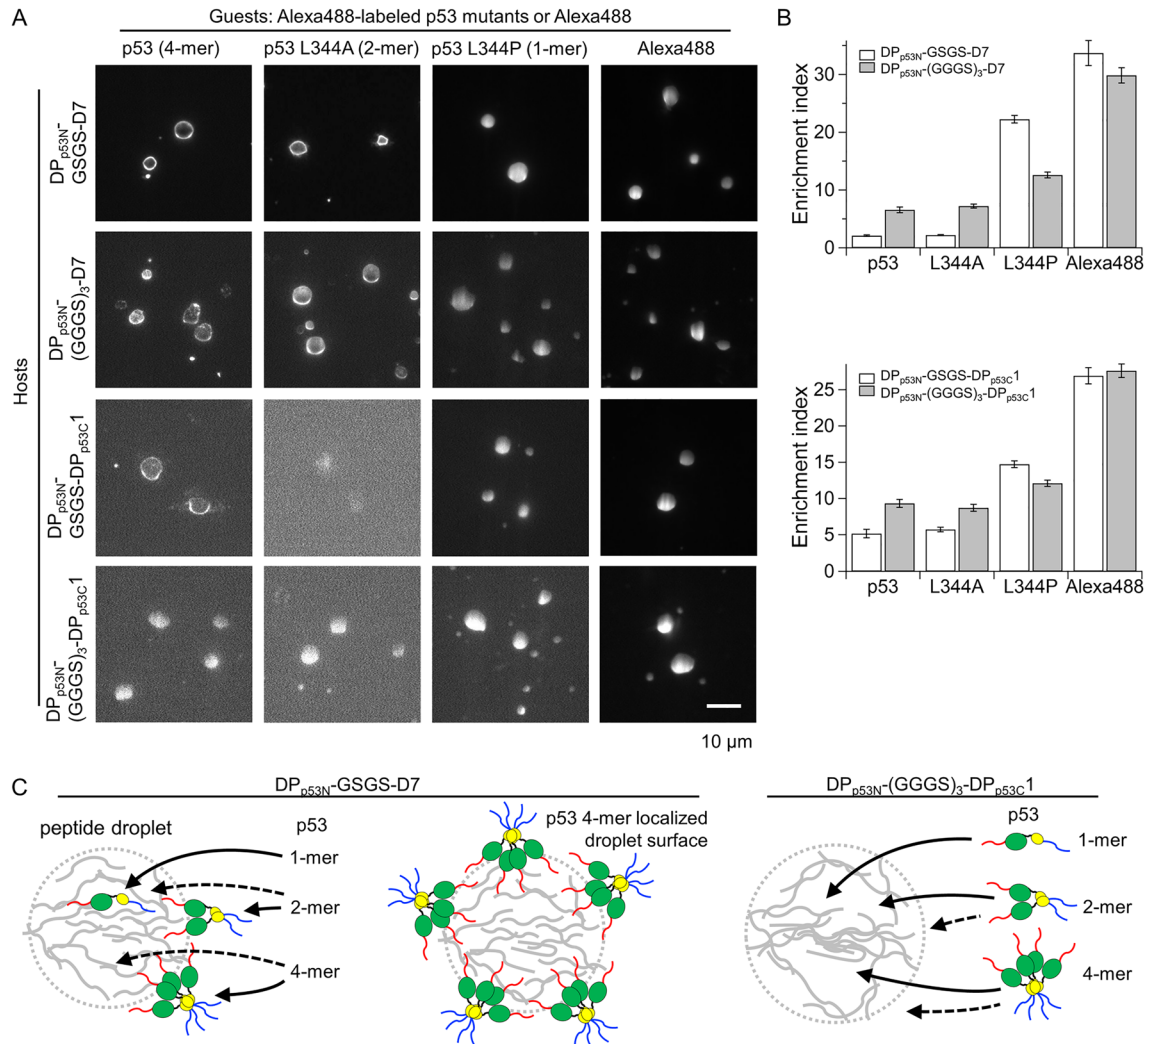 A
Guests: Alexa488-labeled p53 mutants or Alexa488
p53 (4-mer)
p53 L344A (2-mer)
p53 L344P (1-mer)
Alexa488
Hosts
DPp53N-
GSGS-D7
DPp53N-
(GGGS)3-D7
DPp53N-
GSGS-DPp53C1
DPp53N-
(GGGS)3-DPp53C1
10 µm
B
DPp53N-GSGS-D7
DPp53N-(GGGS)3-D7
Enrichment index
30
20
10
0
p53
L344A
L344P
Alexa488
DPp53N-GSGS-DPp53C1
DPp53N-(GGGS)3-DPp53C1
Enrichment index
25
20
15
10
5
0
p53
L344A
L344P
Alexa488
C
DPp53N-GSGS-D7
peptide droplet
p53
1-mer
2-mer
4-mer
p53 4-mer localized
droplet surface
DPp53N-(GGGS)3-DPp53C1
p53
1-mer
2-mer
4-mer